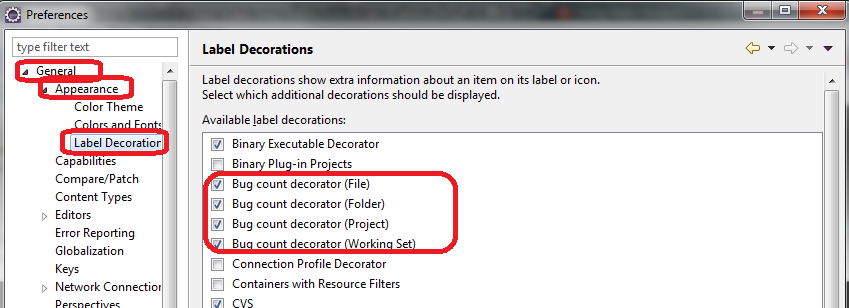 Preferences
type filter text
General
Appearance
Color Theme
Colors and Fonts
Label Decoration
Capabilities
Compare/Patch
Content Types
Editors
Error Reporting
Globalization
Keys
Network Connection
Perspectives
Label Decorations
Label decorations show extra information about an item on its label or icon.
Select which additional decorations should be displayed.
Available label decorations:
Binary Executable Decorator
Binary Plug-in Projects
Bug count decorator (File)
Bug count decorator (Folder)
Bug count decorator (Project)
Bug count decorator (Working Set)
Connection Profile Decorator
Containers with Resource Filters
CVS